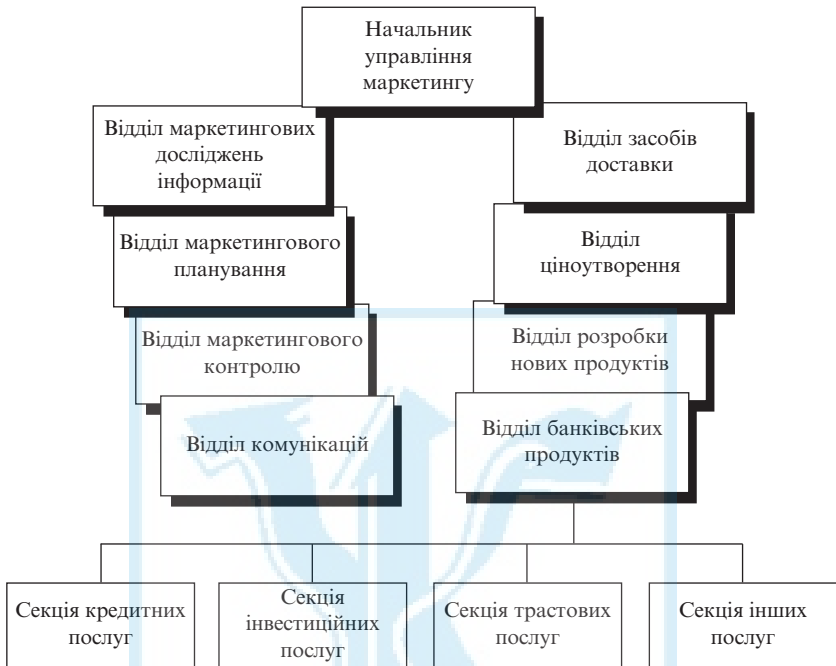 Начальник
управління
маркетингу
Відділ маркетингових
досліджень
інформації
Відділ засобів
доставки
Відділ маркетингового
планування
Відділ
ціноутворення
Відділ маркетингового
контролю
Відділ розробки
нових продуктів
Відділ комунікацій
Відділ банківських
продуктів
Секція кредитних
послуг
Секція
інвестиційних
послуг
Секція трастових
послуг
Секція інших
послуг